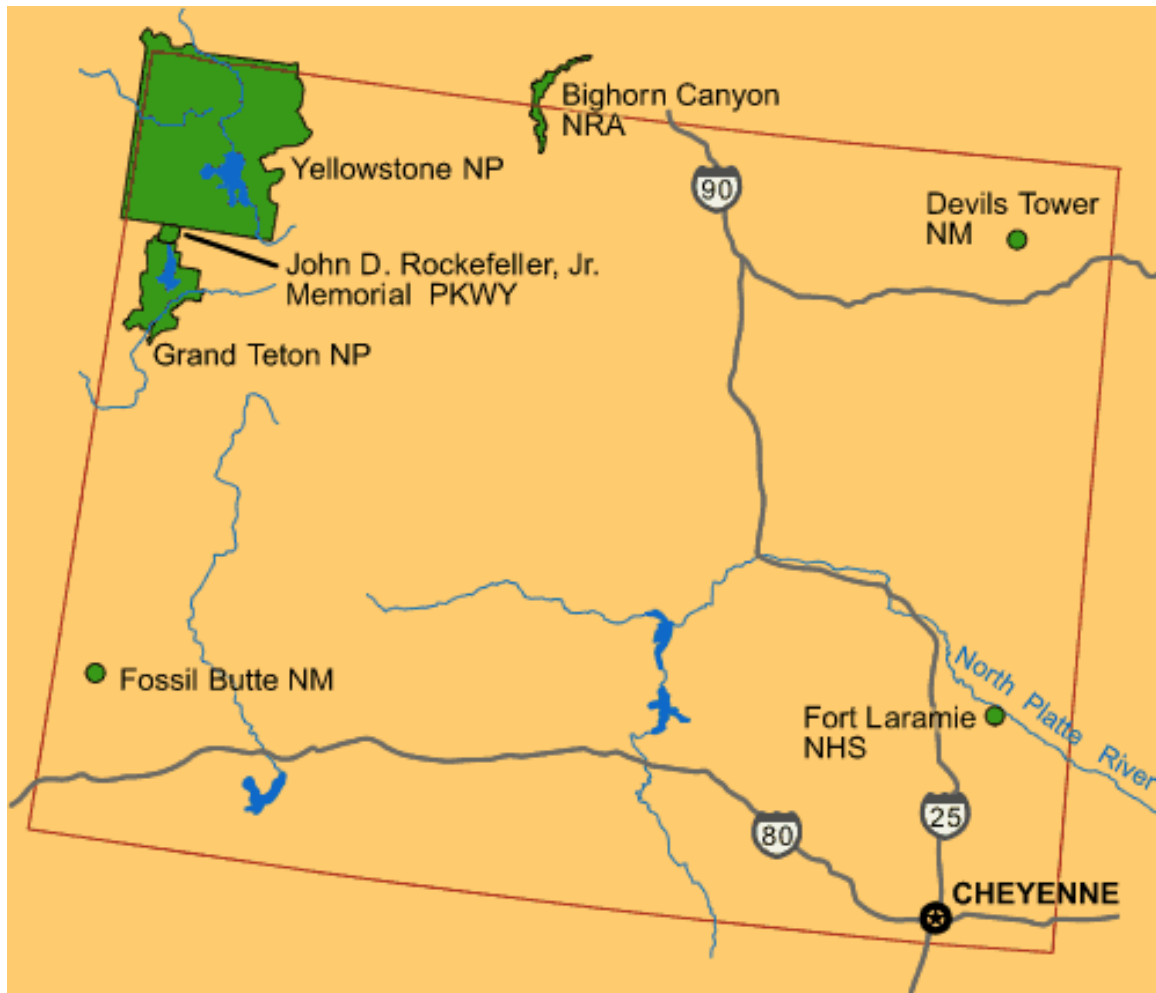 Bighorn Canyon
NRA
Yellowstone NP
90
Devils Tower
NM
John D. Rockefeller, Jr.
Memorial PKWY
Grand Teton NP
Fossil Butte NM
North Platte River
Fort Laramie
NHS
25
80
CHEYENNE